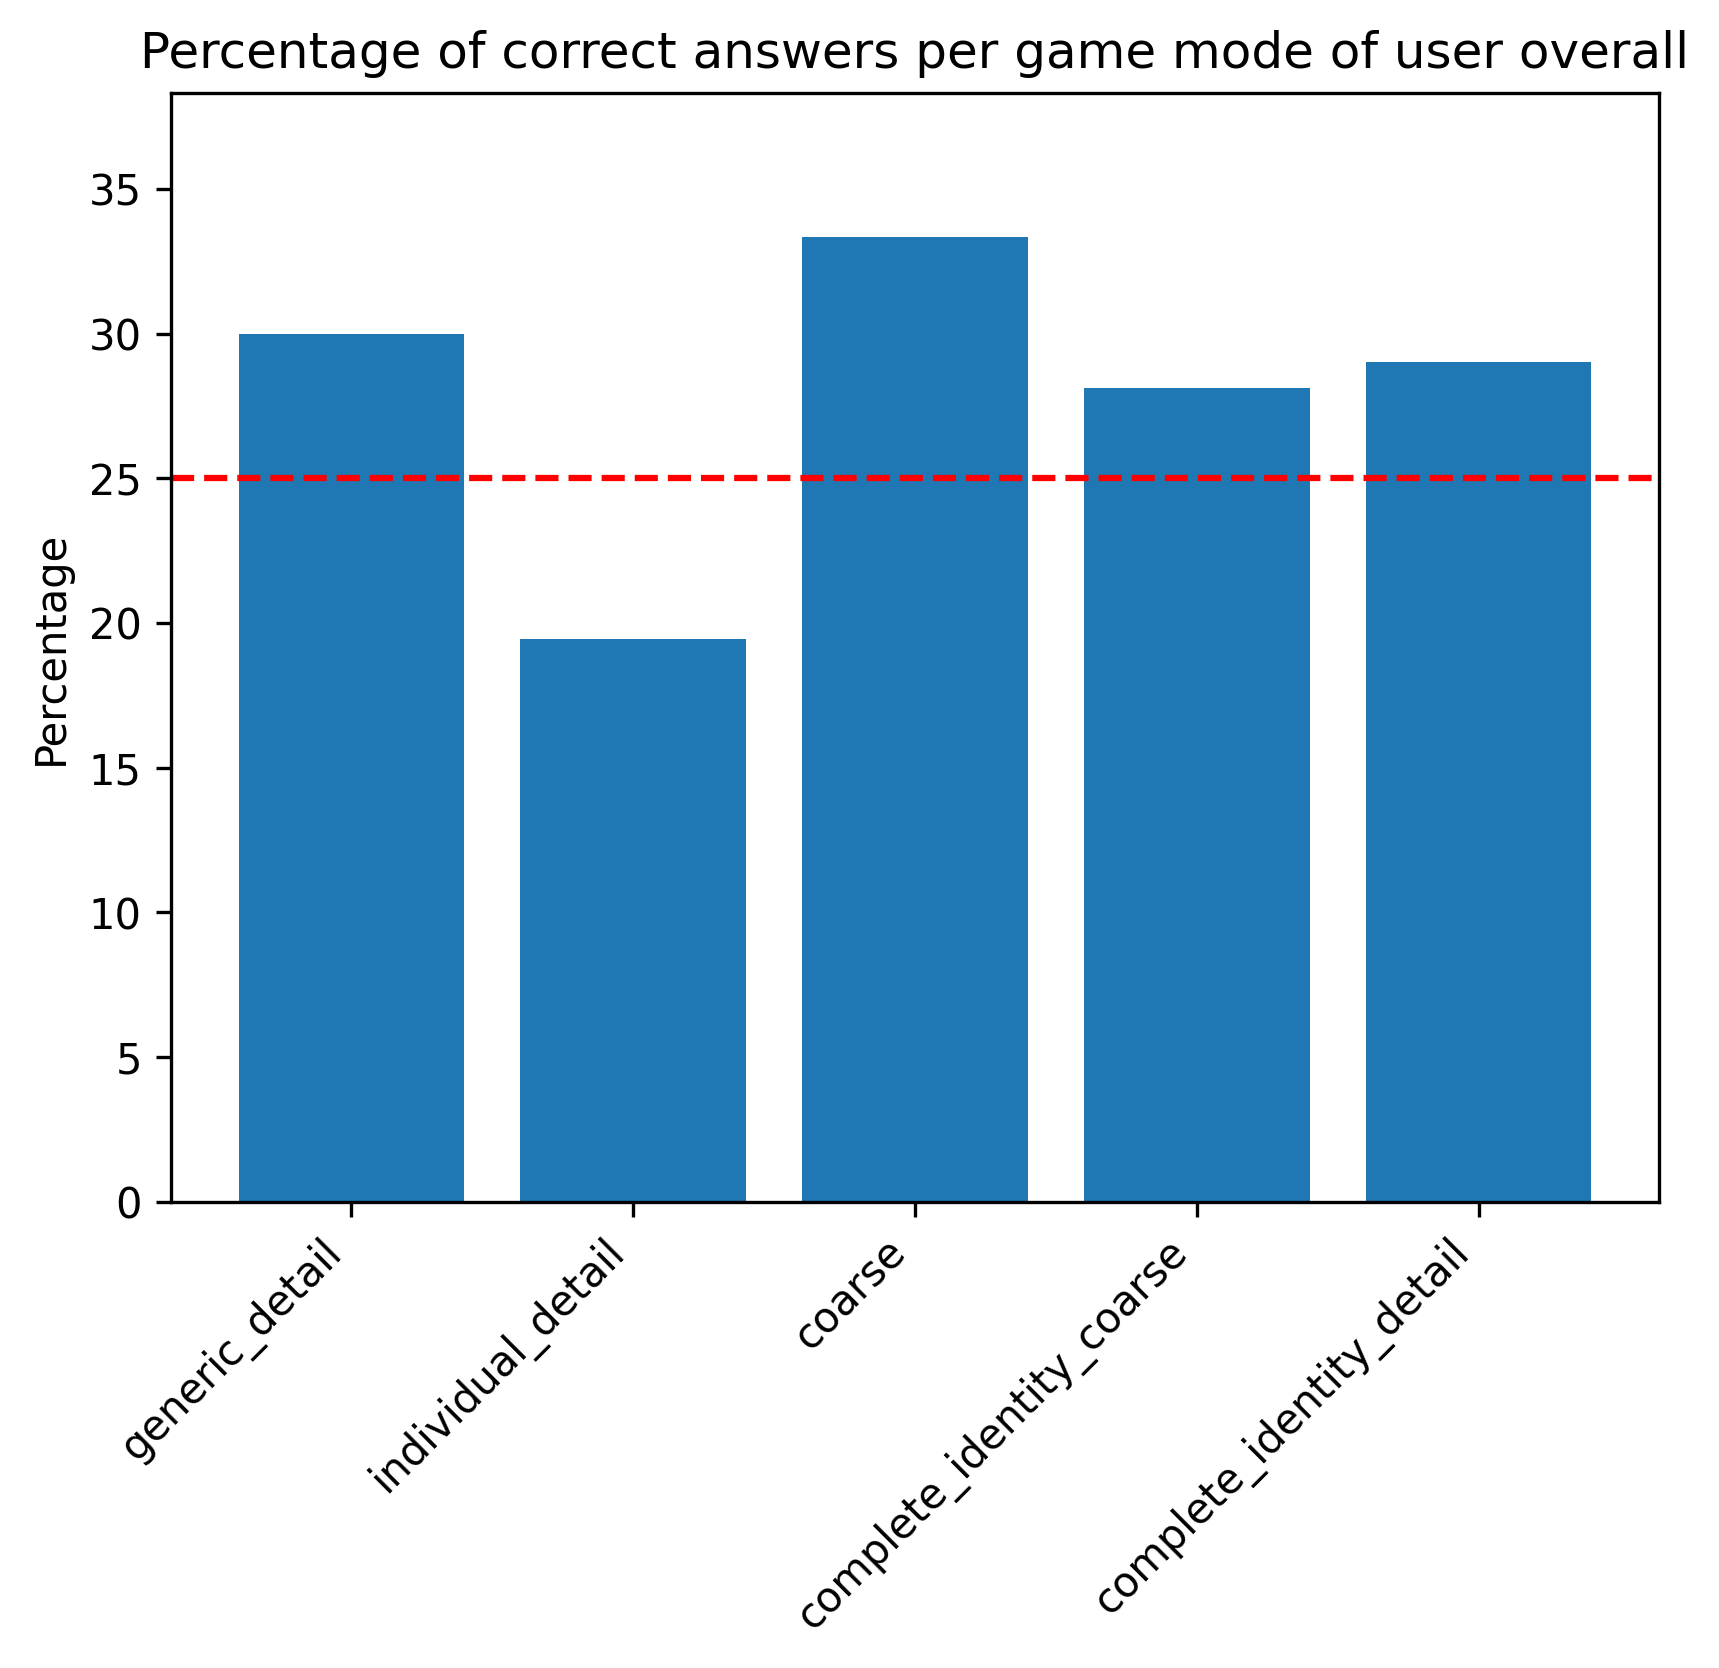 Percentage of correct answers per game mode of user overall
Percentage
35
30
25
20
15
10
5
0
generic_detail
individual_detail
coarse
complete_identity_coarse
complete_identity_detail